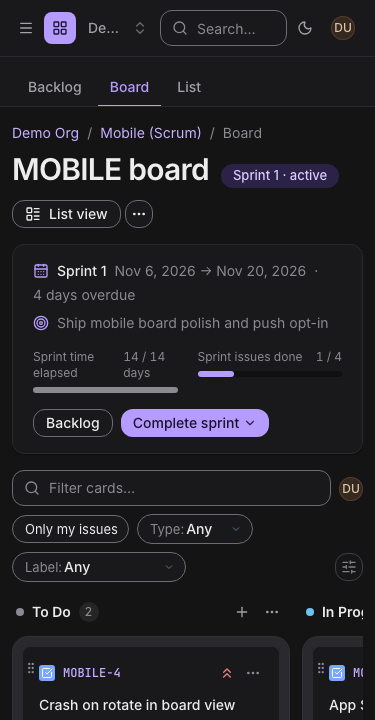 De...
Search...
DU
Backlog
Board
List
Demo Org / Mobile (Scrum) / Board
MOBILE board
Sprint 1 · active
List view
Sprint 1 Nov 6, 2026 → Nov 20, 2026 ·
4 days overdue
Ship mobile board polish and push opt-in
Sprint time elapsed
14 / 14 days
Sprint issues done
1 / 4
Backlog
Complete sprint
Filter cards...
DU
Only my issues
Type: Any
Label: Any
To Do 2
In Prog
MOBILE-4
Crash on rotate in board view
App S